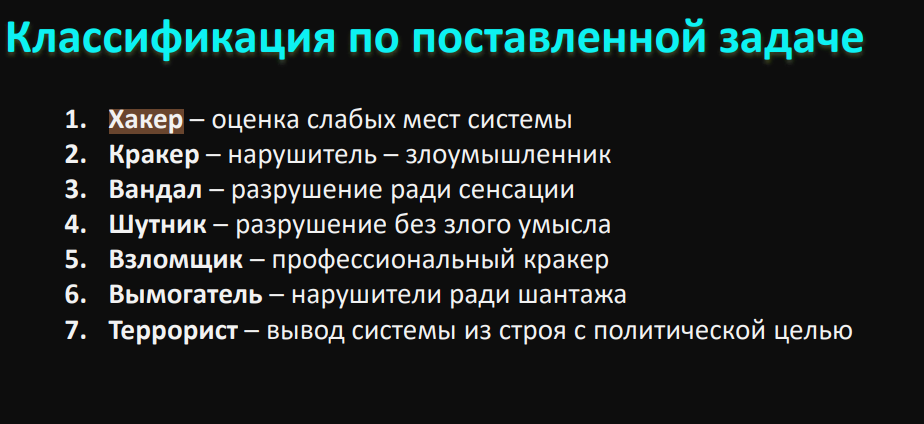 Классификация по поставленной задаче
1. Хакер – оценка слабых мест системы
2. Кракер – нарушитель – злоумышленник
3. Вандал – разрушение ради сенсации
4. Шутник – разрушение без злого умысла
5. Взломщик – профессиональный кракер
6. Вымогатель – нарушители ради шантажа
7. Террорист – вывод системы из строя с политической целью